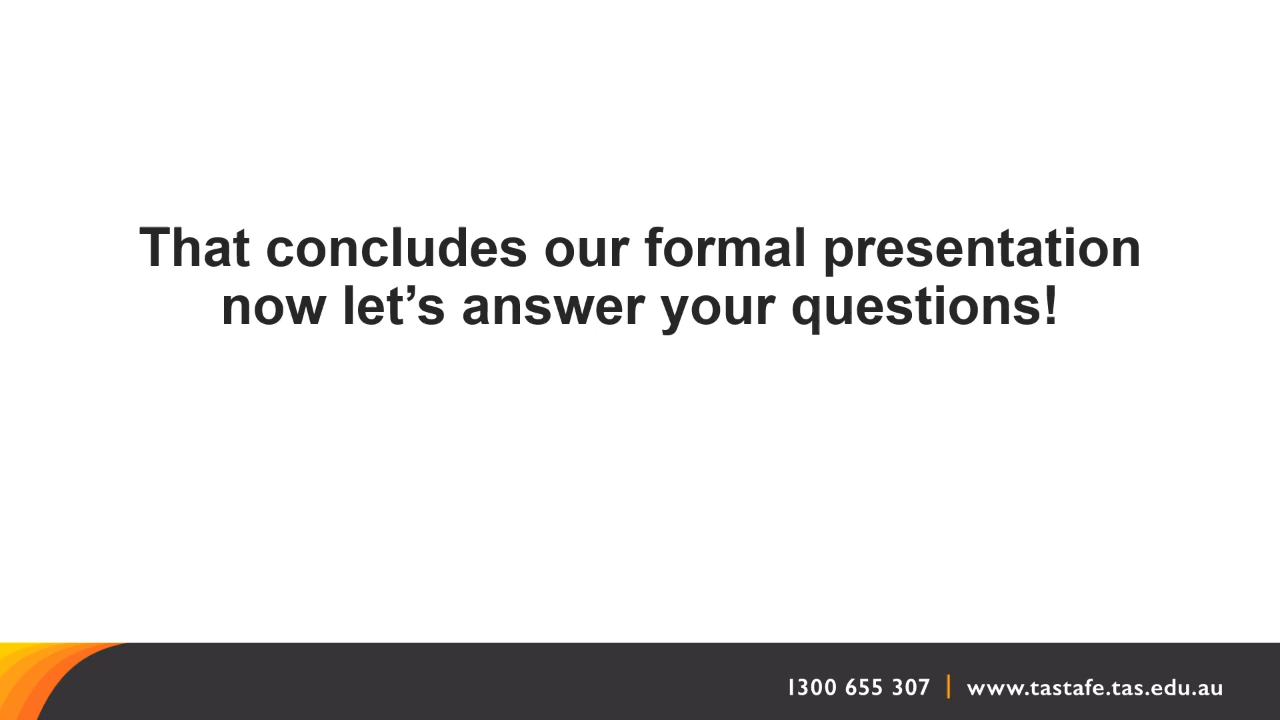 That concludes our formal presentation
now let’s answer your questions!
1300 655 307 | www.tastafe.tas.edu.au